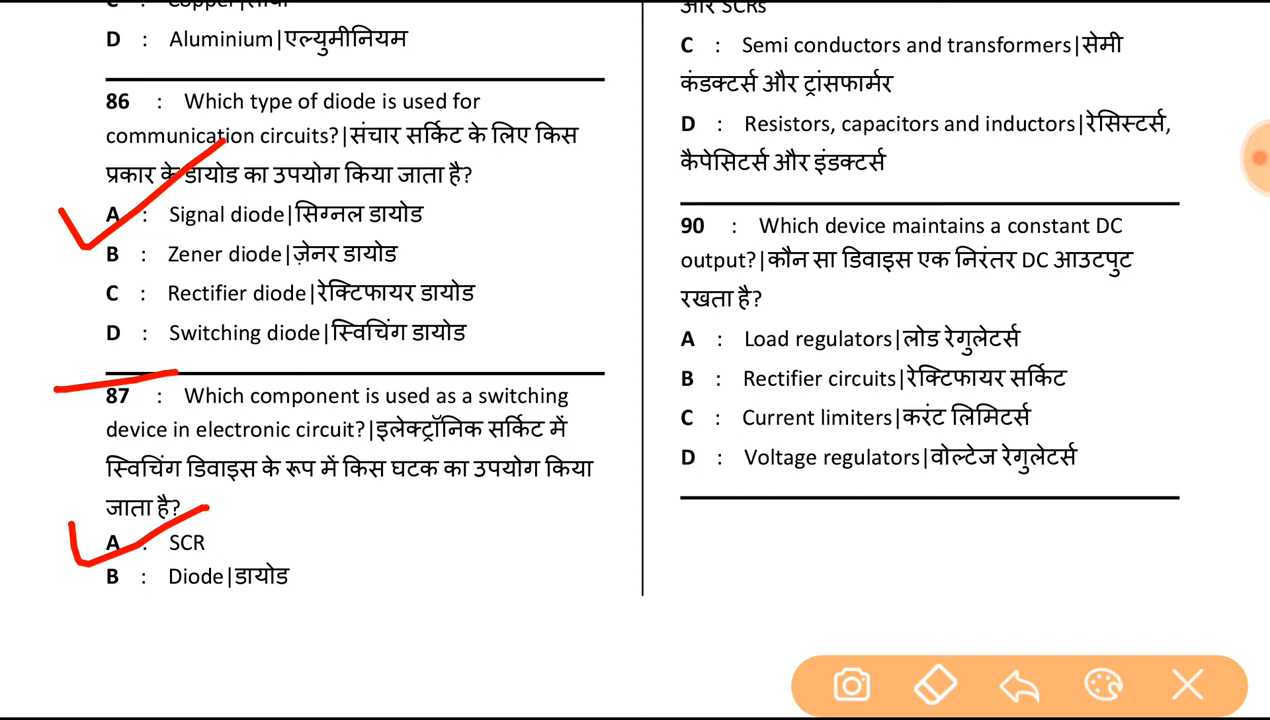 C : Copper|तांबा
D : Aluminium|एल्युमीनियम
86 : Which type of diode is used for
communication circuits?|संचार सर्किट के लिए किस
प्रकार के डायोड का उपयोग किया जाता है?
A : Signal diode|सिग्नल डायोड
B : Zener diode|ज़ेनर डायोड
C : Rectifier diode|रेक्टिफायर डायोड
D : Switching diode|स्विचिंग डायोड
87 : Which component is used as a switching
device in electronic circuit?|इलेक्ट्रॉनिक सर्किट में
स्विचिंग डिवाइस के रूप में किस घटक का उपयोग किया
जाता है?
A : SCR
B : Diode|डायोड
और SCRs
C : Semi conductors and transformers|सेमी
कंडक्टर्स और ट्रांसफार्मर
D : Resistors, capacitors and inductors|रेसिस्टर्स,
कैपेसिटर्स और इंडक्टर्स
90 : Which device maintains a constant DC
output?|कौन सा डिवाइस एक निरंतर DC आउटपुट
रखता है?
A : Load regulators|लोड रेगुलेटर्स
B : Rectifier circuits|रेक्टिफायर सर्किट
C : Current limiters|करंट लिमिटर्स
D : Voltage regulators|वोल्टेज रेगुलेटर्स